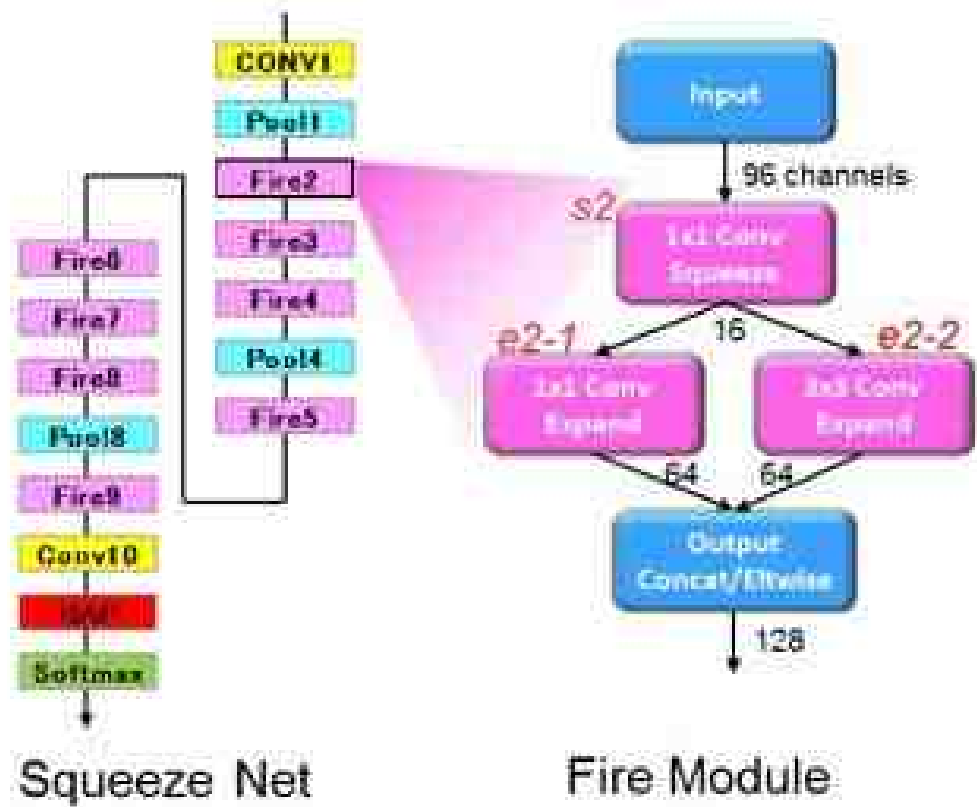 CONV1
Pool1
Fire2
Fire3
Fire4
Pool4
Fire5
Fire6
Fire7
Fire8
Pool8
Fire9
Conv10
Softmax
Squeeze Net
Input
96 channels
s2
1x1 Conv
Squeeze
16
e2-1
e2-2
1x1 Conv
Expand
3x3 Conv
Expand
64
64
Output
Concat/Eltwise
128
Fire Module